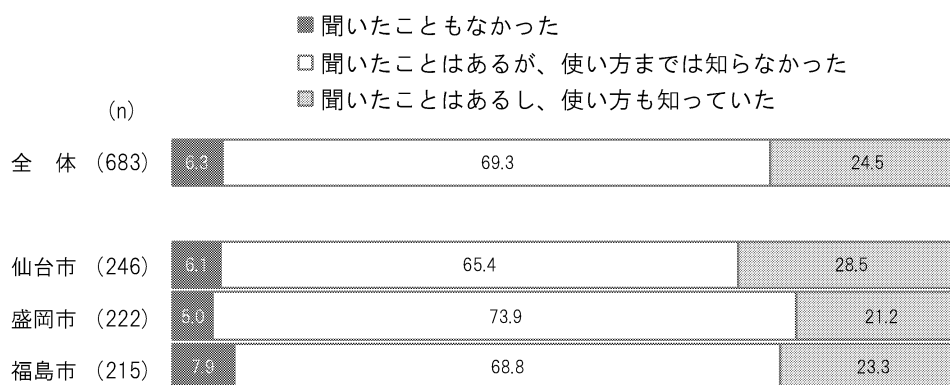 聞いたこともなかった
聞いたことはあるが、使い方までは知らなかった
聞いたことはあるし、使い方も知っていた
(n)
全 体 (683) 6.3 69.3 24.5
仙台市 (246) 6.1 65.4 28.5
盛岡市 (222) 5.0 73.9 21.2
福島市 (215) 7.9 68.8 23.3